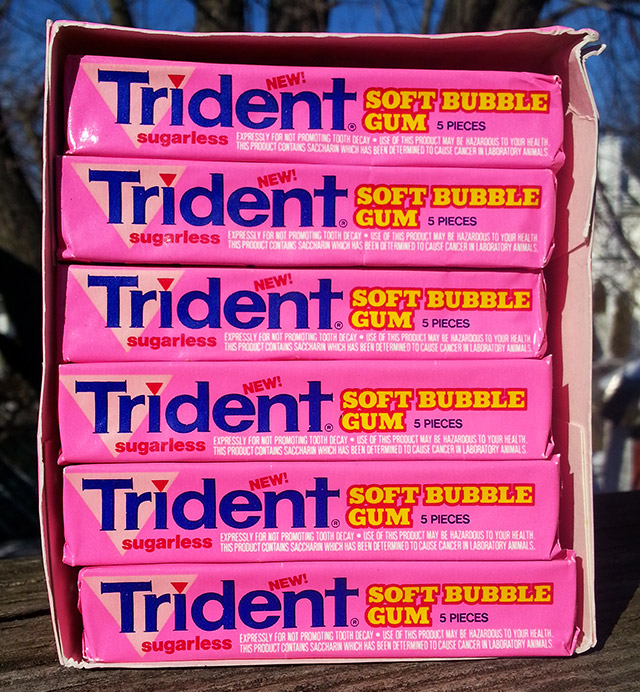 NEW!
Trident® SOFT BUBBLE
GUM 5 PIECES
sugarless EXPRESSLY FOR NOT PROMOTING TOOTH DECAY • USE OF THIS PRODUCT MAY BE HAZARDOUS TO YOUR HEALTH.
THIS PRODUCT CONTAINS SACCHARIN WHICH HAS BEEN DETERMINED TO CAUSE CANCER IN LABORATORY ANIMALS.
NEW!
Trident® SOFT BUBBLE
GUM 5 PIECES
sugarless EXPRESSLY FOR NOT PROMOTING TOOTH DECAY • USE OF THIS PRODUCT MAY BE HAZARDOUS TO YOUR HEALTH.
THIS PRODUCT CONTAINS SACCHARIN WHICH HAS BEEN DETERMINED TO CAUSE CANCER IN LABORATORY ANIMALS.
NEW!
Trident® SOFT BUBBLE
GUM 5 PIECES
sugarless EXPRESSLY FOR NOT PROMOTING TOOTH DECAY • USE OF THIS PRODUCT MAY BE HAZARDOUS TO YOUR HEALTH.
THIS PRODUCT CONTAINS SACCHARIN WHICH HAS BEEN DETERMINED TO CAUSE CANCER IN LABORATORY ANIMALS.
NEW!
Trident® SOFT BUBBLE
GUM 5 PIECES
sugarless EXPRESSLY FOR NOT PROMOTING TOOTH DECAY • USE OF THIS PRODUCT MAY BE HAZARDOUS TO YOUR HEALTH.
THIS PRODUCT CONTAINS SACCHARIN WHICH HAS BEEN DETERMINED TO CAUSE CANCER IN LABORATORY ANIMALS.
NEW!
Trident® SOFT BUBBLE
GUM 5 PIECES
sugarless EXPRESSLY FOR NOT PROMOTING TOOTH DECAY • USE OF THIS PRODUCT MAY BE HAZARDOUS TO YOUR HEALTH.
THIS PRODUCT CONTAINS SACCHARIN WHICH HAS BEEN DETERMINED TO CAUSE CANCER IN LABORATORY ANIMALS.
NEW!
Trident® SOFT BUBBLE
GUM 5 PIECES
sugarless EXPRESSLY FOR NOT PROMOTING TOOTH DECAY • USE OF THIS PRODUCT MAY BE HAZARDOUS TO YOUR HEALTH.
THIS PRODUCT CONTAINS SACCHARIN WHICH HAS BEEN DETERMINED TO CAUSE CANCER IN LABORATORY ANIMALS.